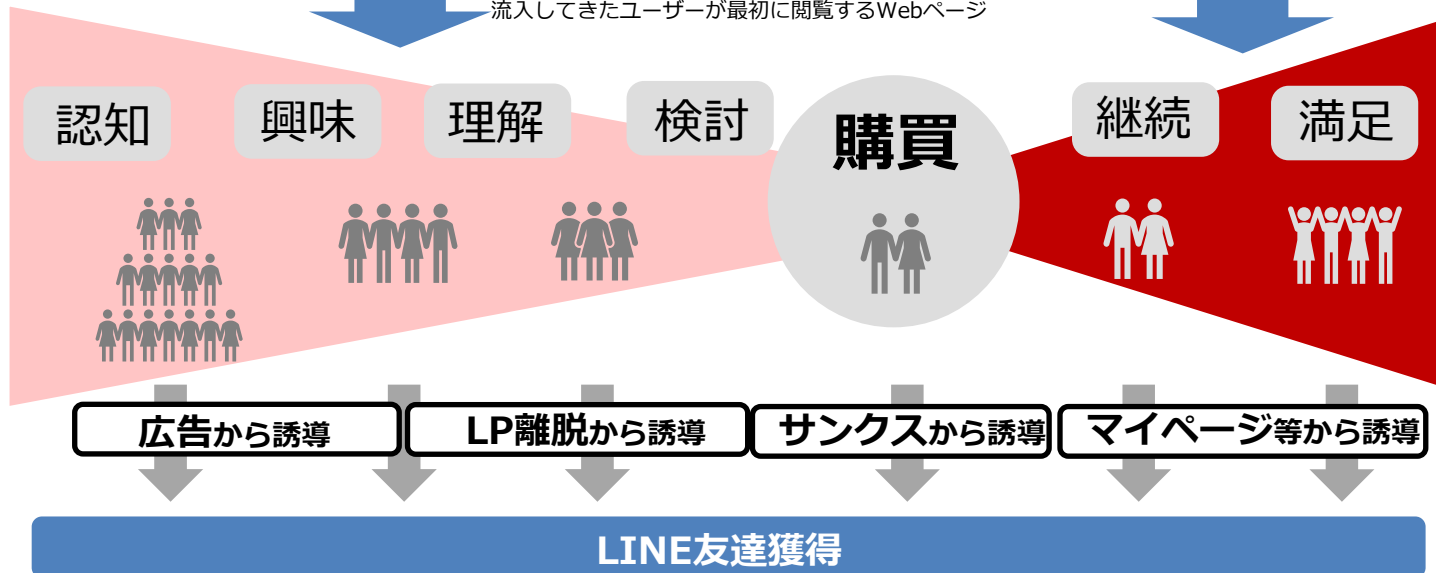 流入してきたユーザーが最初に閲覧するWebページ
認知
興味
理解
検討
購買
継続
満足
広告から誘導
LP離脱から誘導
サンクスから誘導
マイページ等から誘導
LINE友達獲得